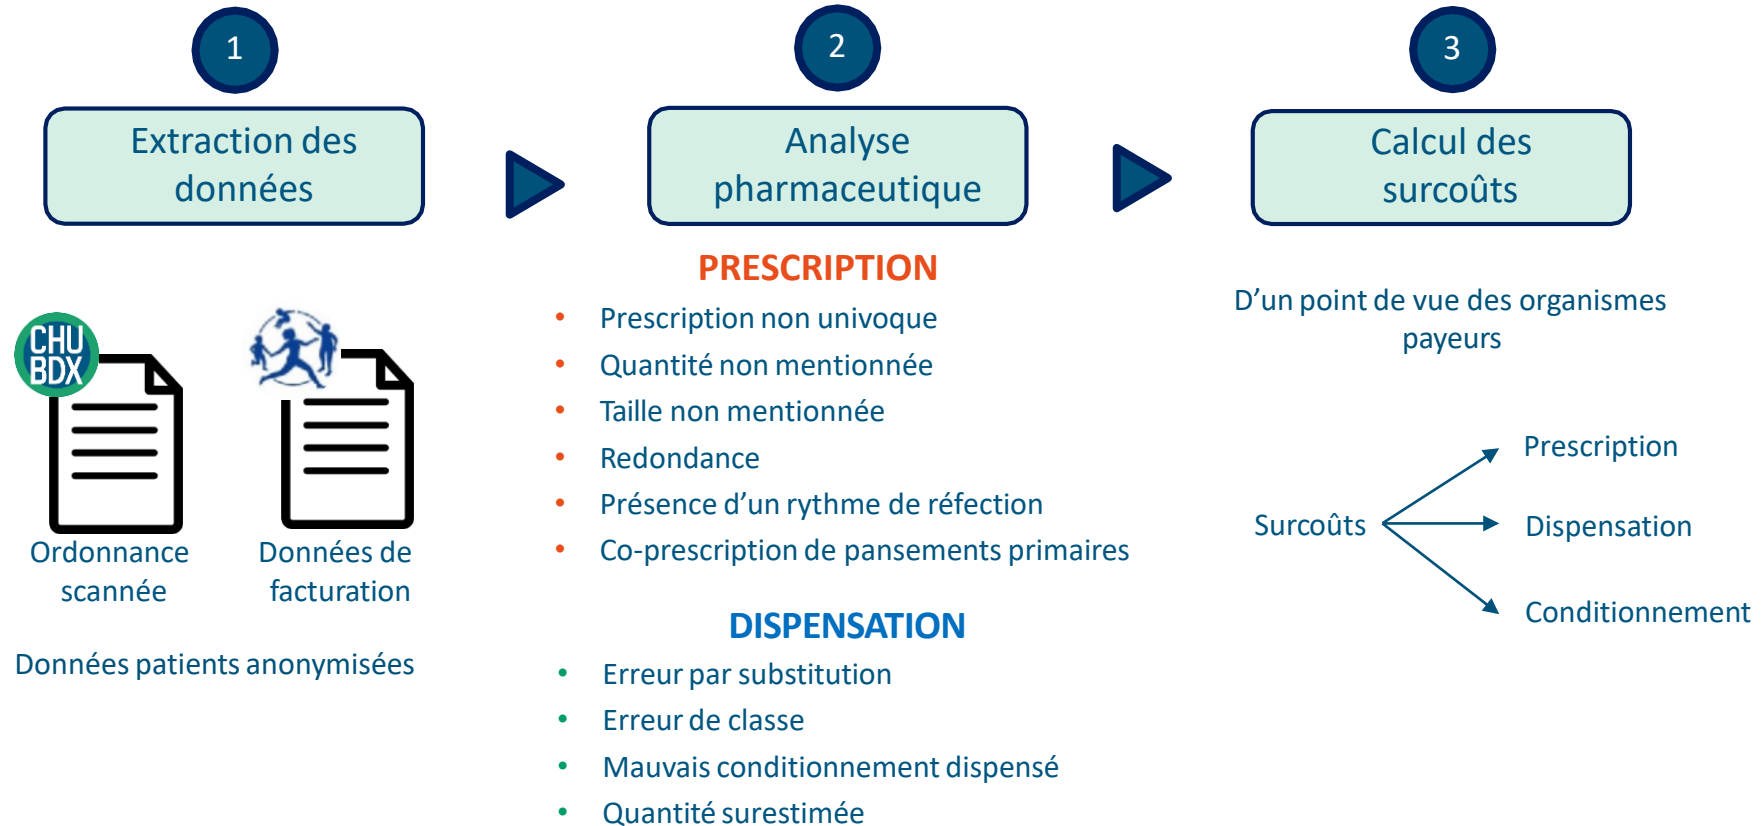 1
Extraction des
données
CHU
BDX
Ordonnance
scannée
Données de
facturation
Données patients anonymisées
2
Analyse
pharmaceutique
PRESCRIPTION
• Prescription non univoque
• Quantité non mentionnée
• Taille non mentionnée
• Redondance
• Présence d’un rythme de réfection
• Co-prescription de pansements primaires
DISPENSATION
• Erreur par substitution
• Erreur de classe
• Mauvais conditionnement dispensé
• Quantité surestimée
3
Calcul des
surcoûts
D’un point de vue des organismes
payeurs
Surcoûts
Prescription
Dispensation
Conditionnement